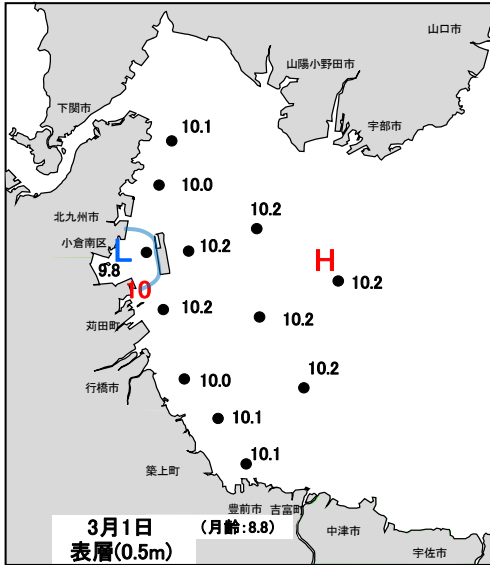 山口市
山陽小野田市
下関市
宇部市
10.1
10.0
北九州市
10.2
小倉南区
L
10.2
H
9.8
10.2
10
10.2
10.2
苅田町
10.0
10.2
行橋市
10.1
10.1
築上町
豊前市 吉富町
3月1日 (月齢:8.8)
中津市
表層(0.5m)
宇佐市